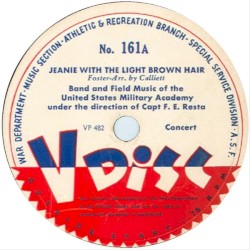 WAR DEPARTMENT - MUSIC SECTION - ATHLETIC & RECREATION BRANCH - SPECIAL SERVICE DIVISION - A.S.F.
No. 161A
JEANIE WITH THE LIGHT BROWN HAIR
Foster-Arr. by Calliett
Band and Field Music of the
United States Military Academy
under the direction of Capt F. E. Resta
VP 482 Concert
V Disc